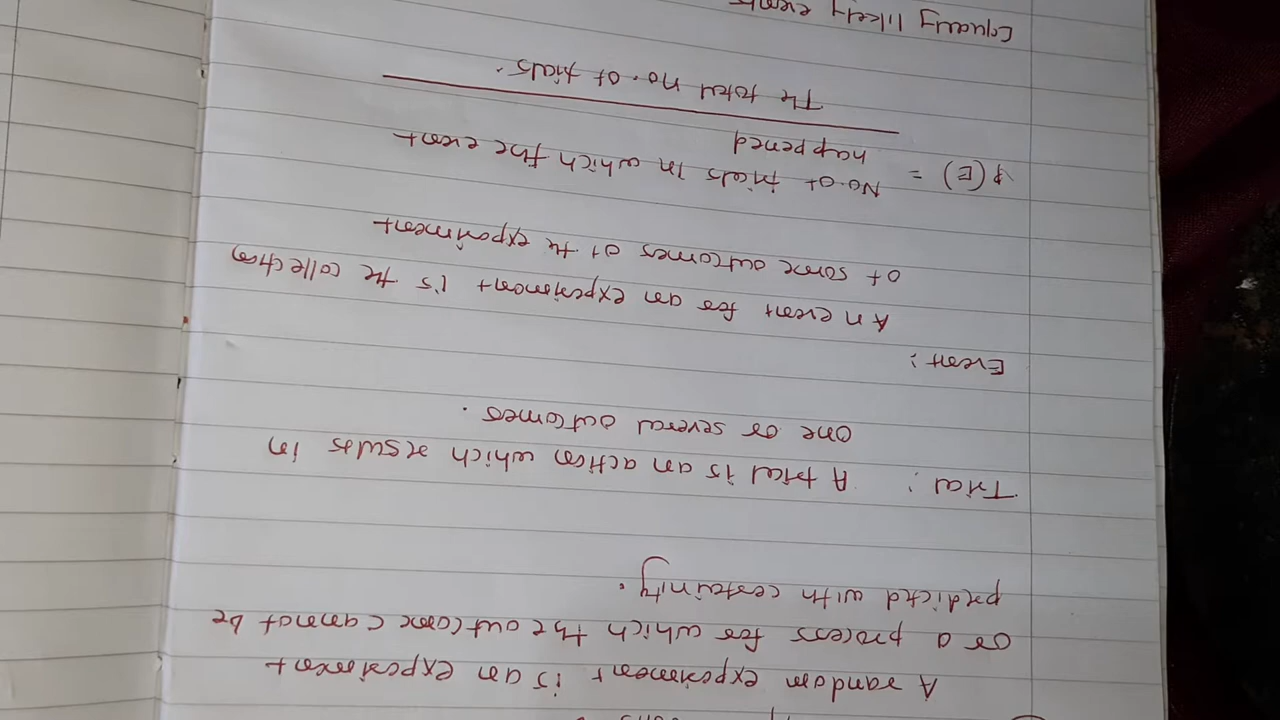 A random experiment is an experiment
or a process for which the outcome cannot be
predicted with certainity.
Trial : A trial is an action which results in
one or several outcomes.
Event :
An event for an experiment is the collection
of some outcomes of the experiment
P(E) = No. of trials in which the event
happened
The total no. of trials.
Equally likely events